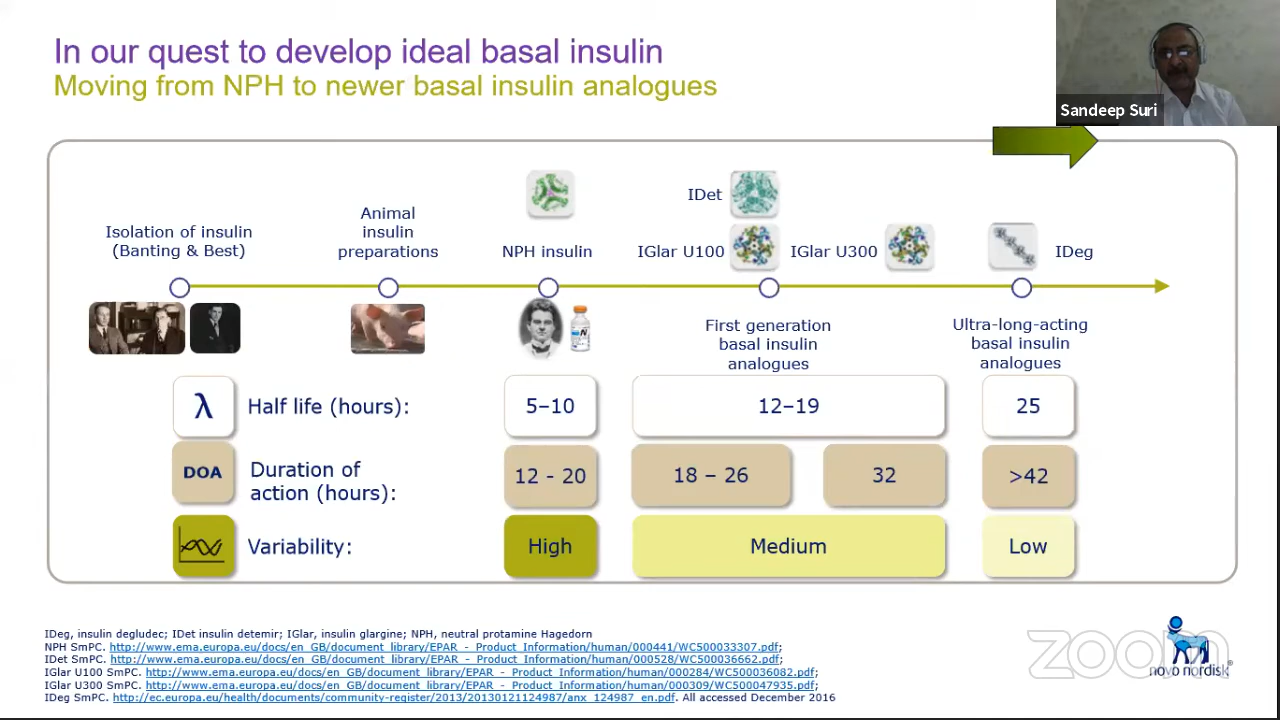 In our quest to develop ideal basal insulin
Moving from NPH to newer basal insulin analogues
Sandeep Suri
Isolation of insulin
(Banting & Best)
Animal
insulin
preparations
NPH insulin
IDet
IGlar U100
IGlar U300
IDeg
First generation
basal insulin
analogues
Ultra-long-acting
basal insulin
analogues
λ
Half life (hours):
5–10
12–19
25
DOA
Duration of
action (hours):
12 - 20
18 – 26
32
>42
Variability:
High
Medium
Low
IDeg, insulin degludec; IDet insulin detemir; IGlar, insulin glargine; NPH, neutral protamine Hagedorn
NPH SmPC. http://www.ema.europa.eu/docs/en_GB/document_library/EPAR_-_Product_Information/human/000441/WC500033307.pdf;
IDet SmPC. http://www.ema.europa.eu/docs/en_GB/document_library/EPAR_-_Product_Information/human/000528/WC500036662.pdf;
IGlar U100 SmPC. http://www.ema.europa.eu/docs/en_GB/document_library/EPAR_-_Product_Information/human/000284/WC500036082.pdf;
IGlar U300 SmPC. http://www.ema.europa.eu/docs/en_GB/document_library/EPAR_-_Product_Information/human/000309/WC500047935.pdf;
IDeg SmPC. http://ec.europa.eu/health/documents/community-register/2013/20130121124987/anx_124987_en.pdf. All accessed December 2016
zoom
novo nordisk®